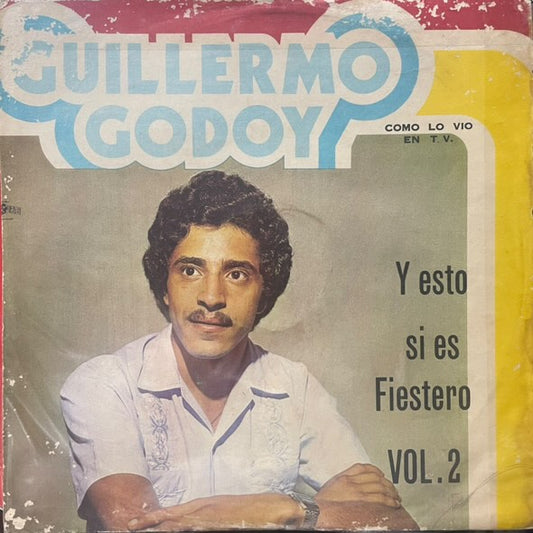 GUILLERMO
GODOY
COMO LO VIO
EN T.V.
Y esto
si es
Fiestero
VOL.2